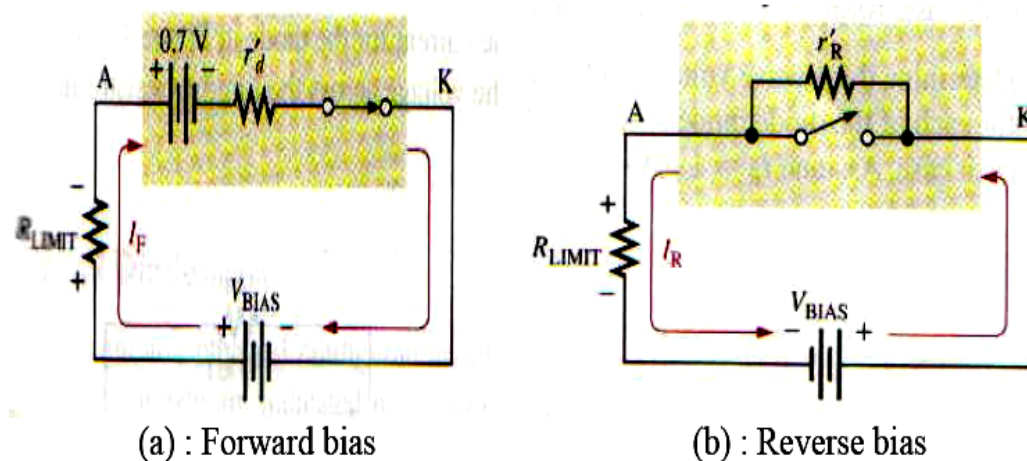 0.7 V
A
+
-
r'd
K
-
RLIMIT
+
IF
VBIAS
+
-
(a) : Forward bias
r'R
A
K
+
RLIMIT
-
IR
VBIAS
-
+
(b) : Reverse bias